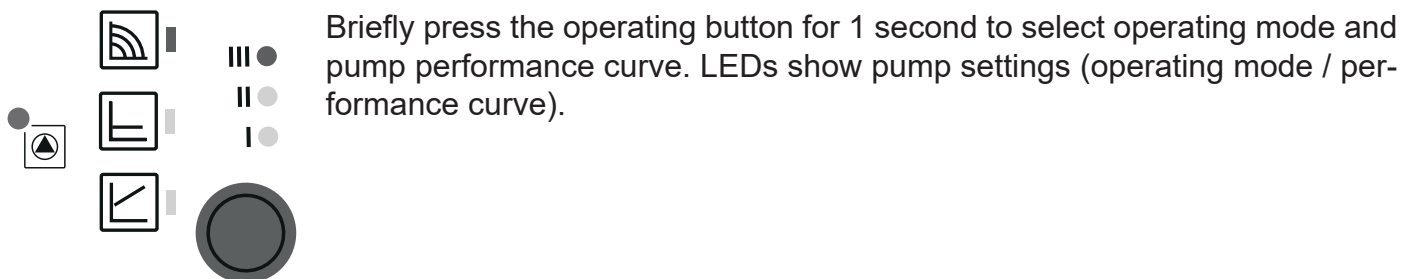 Briefly press the operating button for 1 second to select operating mode and
pump performance curve. LEDs show pump settings (operating mode / per-
formance curve).
III
II
I